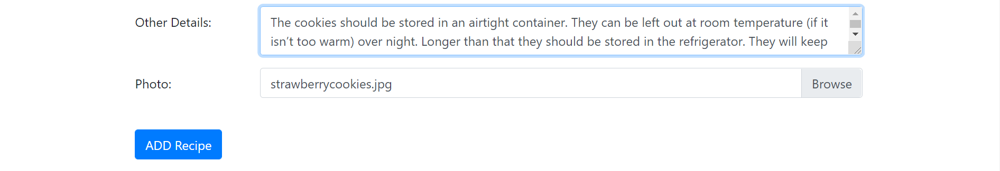 Other Details:
The cookies should be stored in an airtight container. They can be left out at room temperature (if it
isn’t too warm) over night. Longer than that they should be stored in the refrigerator. They will keep
Photo:
strawberrycookies.jpg
Browse
ADD Recipe